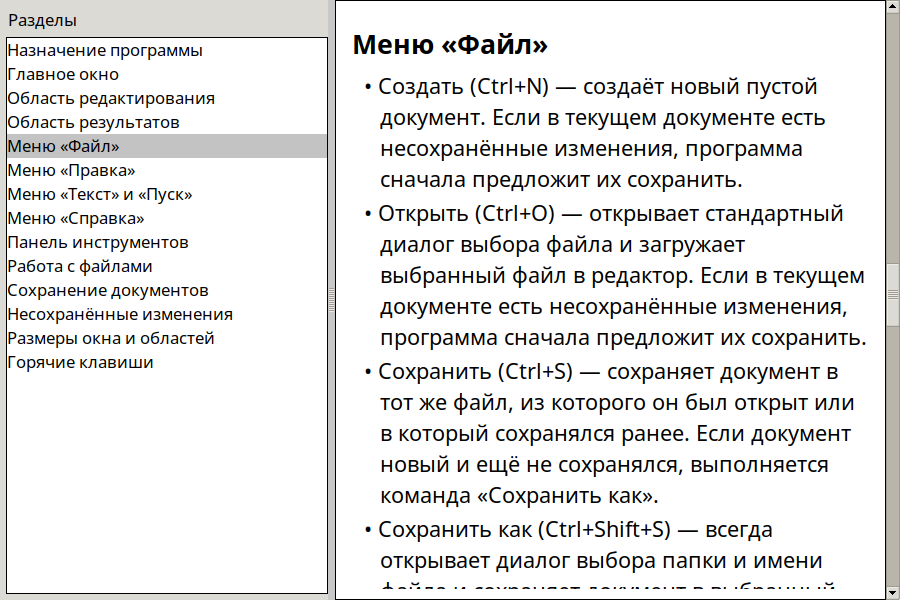 Разделы
Назначение программы
Главное окно
Область редактирования
Область результатов
Меню «Файл»
Меню «Правка»
Меню «Текст» и «Пуск»
Меню «Справка»
Панель инструментов
Работа с файлами
Сохранение документов
Несохранённые изменения
Размеры окна и областей
Горячие клавиши
Меню «Файл»
• Создать (Ctrl+N) — создаёт новый пустой
документ. Если в текущем документе есть
несохранённые изменения, программа
сначала предложит их сохранить.
• Открыть (Ctrl+O) — открывает стандартный
диалог выбора файла и загружает
выбранный файл в редактор. Если в текущем
документе есть несохранённые изменения,
программа сначала предложит их сохранить.
• Сохранить (Ctrl+S) — сохраняет документ в
тот же файл, из которого он был открыт или
в который сохранялся ранее. Если документ
новый и ещё не сохранялся, выполняется
команда «Сохранить как».
• Сохранить как (Ctrl+Shift+S) — всегда
открывает диалог выбора папки и имени
файла и сохраняет документ в выбранный